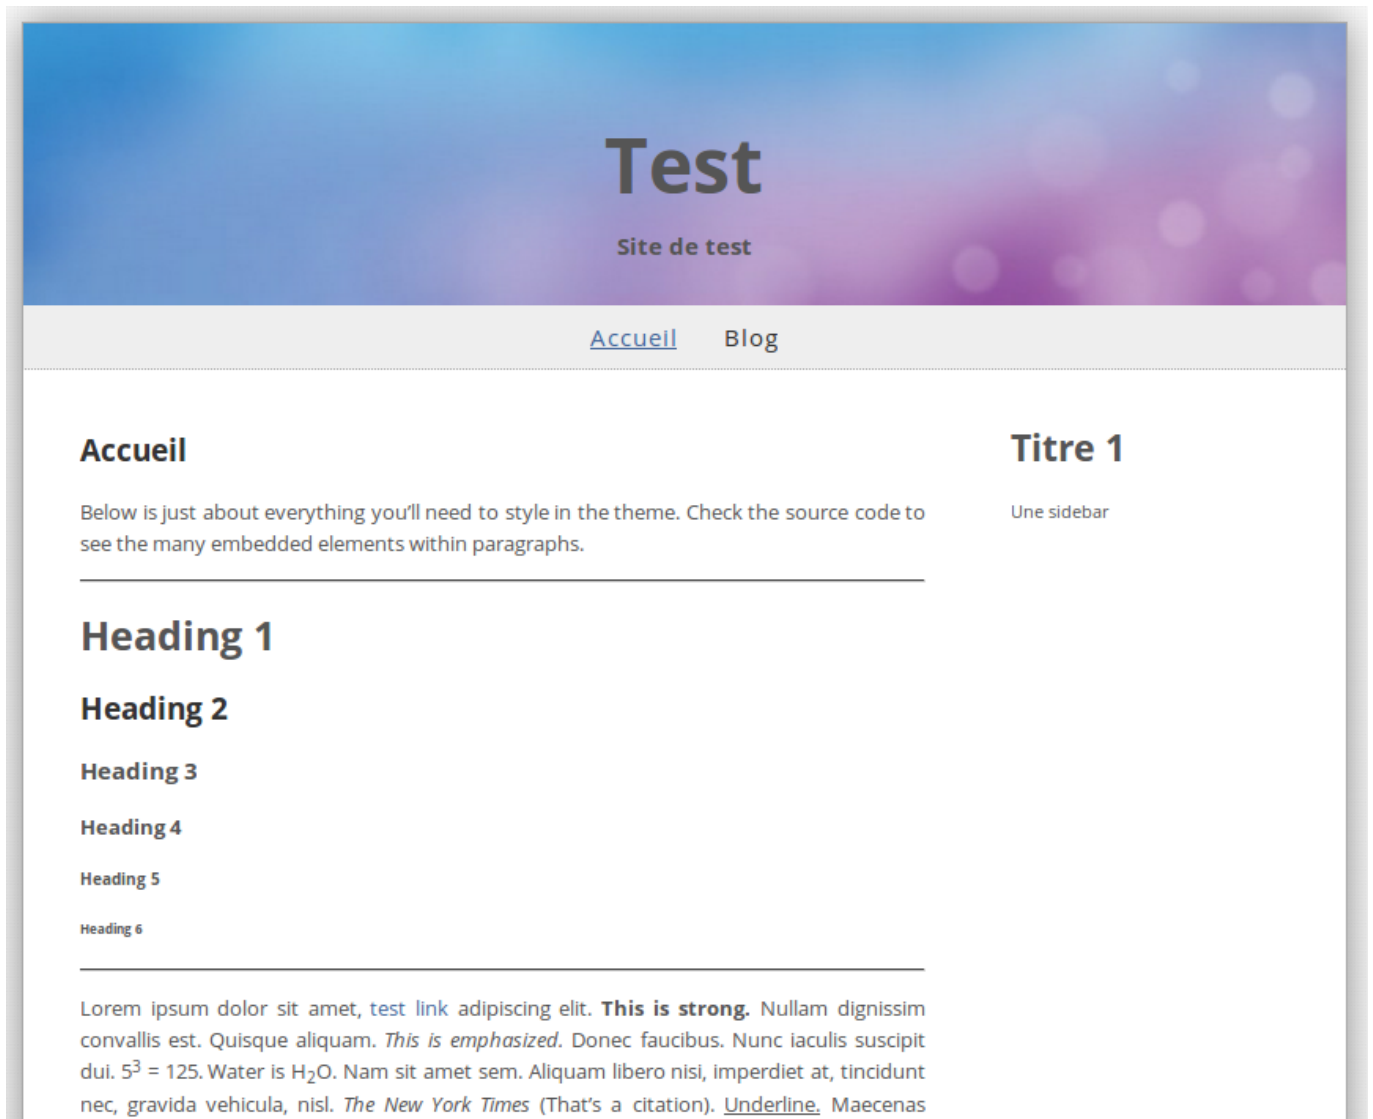 Test
Site de test
Accueil Blog
Accueil
Below is just about everything you'll need to style in the theme. Check the source code to
see the many embedded elements within paragraphs.
Heading 1
Heading 2
Heading 3
Heading 4
Heading 5
Heading 6
Lorem ipsum dolor sit amet, test link adipiscing elit. This is strong. Nullam dignissim
convallis est. Quisque aliquam. This is emphasized. Donec faucibus. Nunc iaculis suscipit
dui. 5³ = 125. Water is H₂O. Nam sit amet sem. Aliquam libero nisi, imperdiet at, tincidunt
nec, gravida vehicula, nisl. The New York Times (That's a citation). Underline. Maecenas
Titre 1
Une sidebar